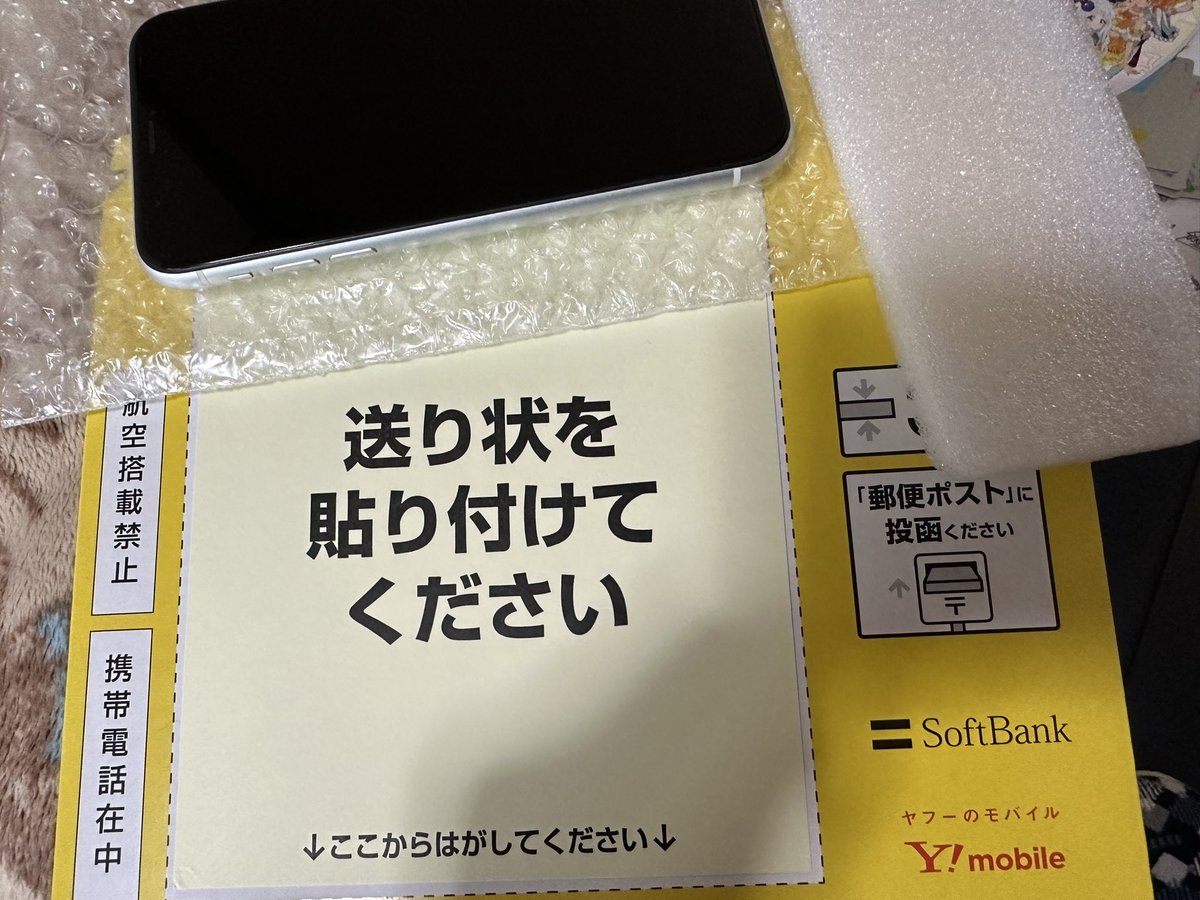 航空搭載禁止
携帯電話在中
送り状を
貼り付けて
ください
↓ここからはがしてください↓
「郵便ポスト」に
投函ください
〒
SoftBank
ヤフーのモバイル
Y!mobile